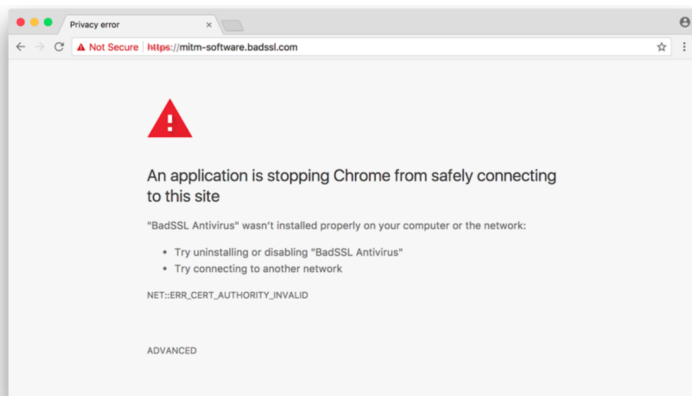 Privacy error
Not Secure https://mitm-software.badssl.com
An application is stopping Chrome from safely connecting
to this site
"BadSSL Antivirus" wasn't installed properly on your computer or the network:
• Try uninstalling or disabling "BadSSL Antivirus"
• Try connecting to another network
NET::ERR_CERT_AUTHORITY_INVALID
ADVANCED